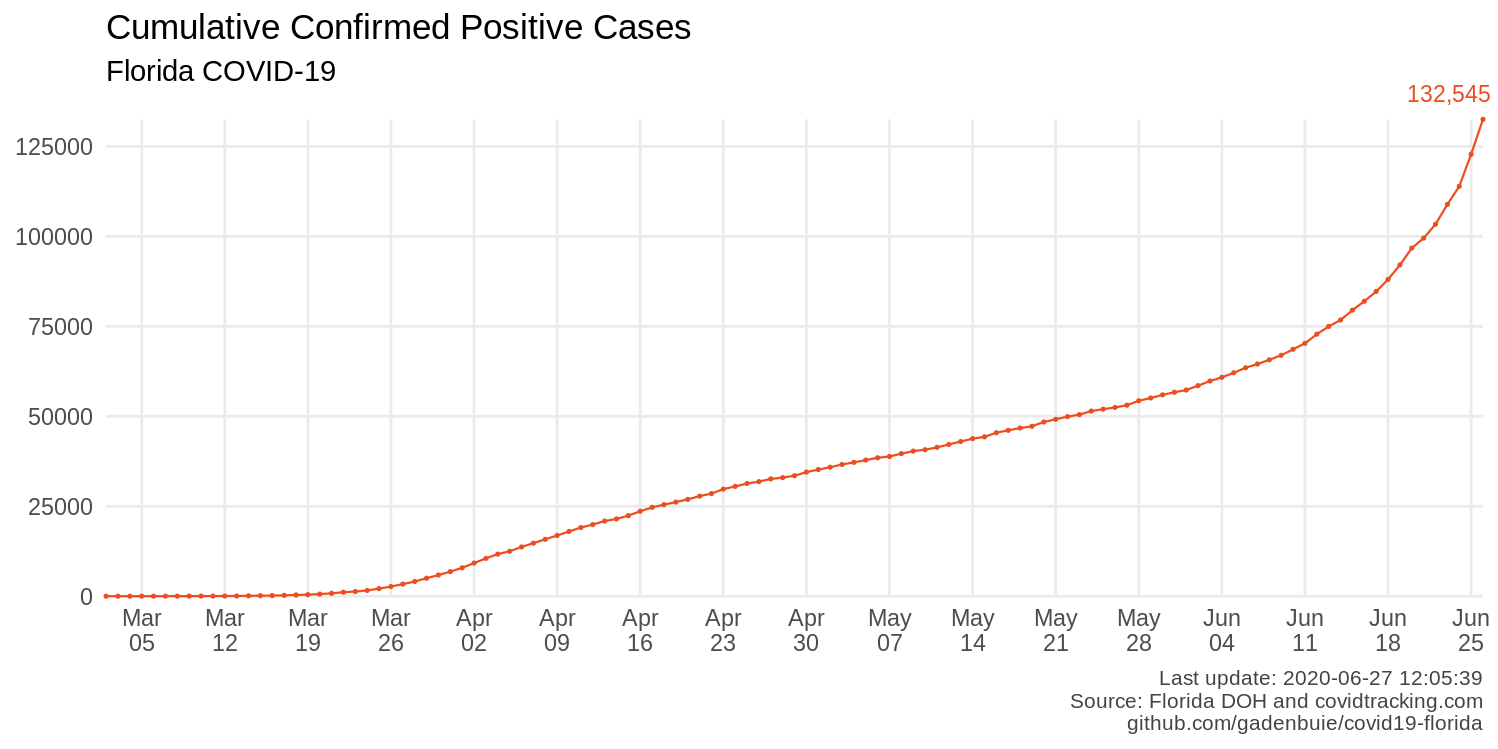 Cumulative Confirmed Positive Cases
Florida COVID-19
132,545
125000
100000
75000
50000
25000
0
Mar Mar Mar Mar Apr Apr Apr Apr Apr May May May May Jun Jun Jun Jun
05 12 19 26 02 09 16 23 30 07 14 21 28 04 11 18 25
Last update: 2020-06-27 12:05:39
Source: Florida DOH and covidtracking.com
github.com/gadenbuie/covid19-florida